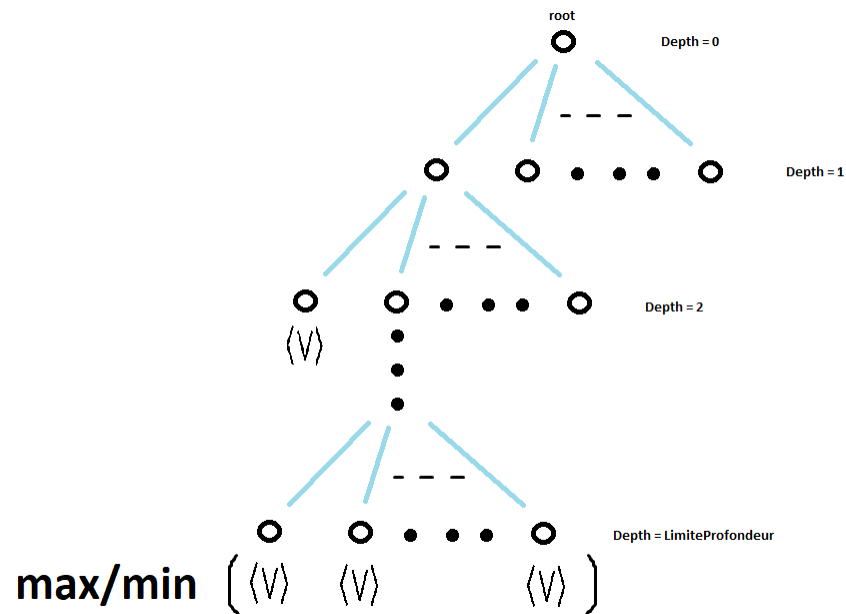 root
Depth = 0
Depth = 1
Depth = 2
(V)
Depth = LimiteProfondeur
max/min ( (V) (V) (V) )